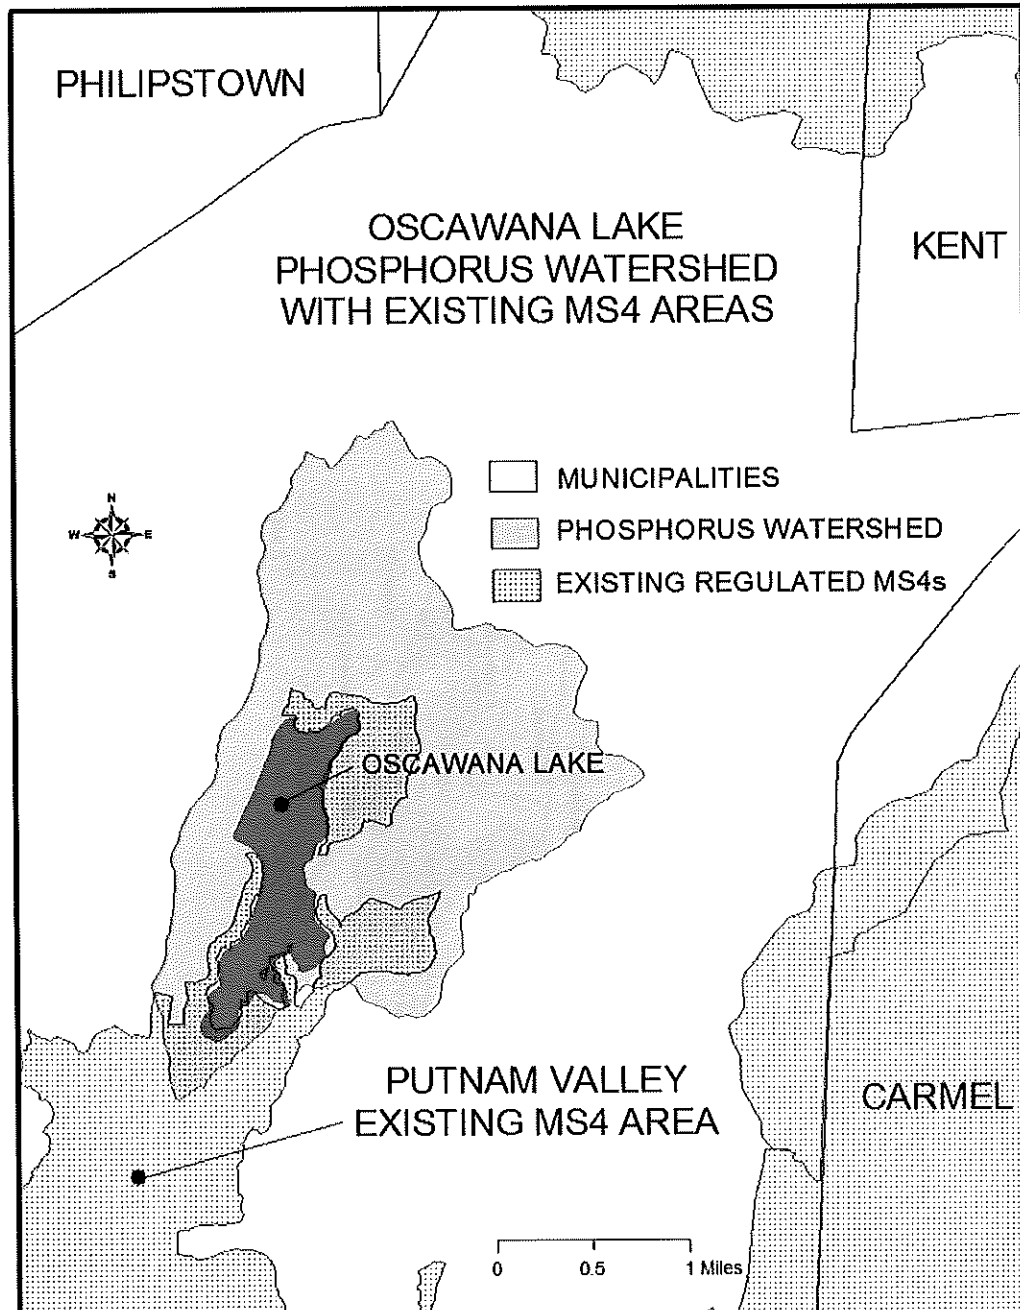 PHILIPSTOWN
OSCAWANA LAKE
PHOSPHORUS WATERSHED
WITH EXISTING MS4 AREAS
KENT
MUNICIPALITIES
PHOSPHORUS WATERSHED
EXISTING REGULATED MS4s
N
W
E
S
OSCAWANA LAKE
PUTNAM VALLEY
EXISTING MS4 AREA
CARMEL
0 0.5 1 Miles